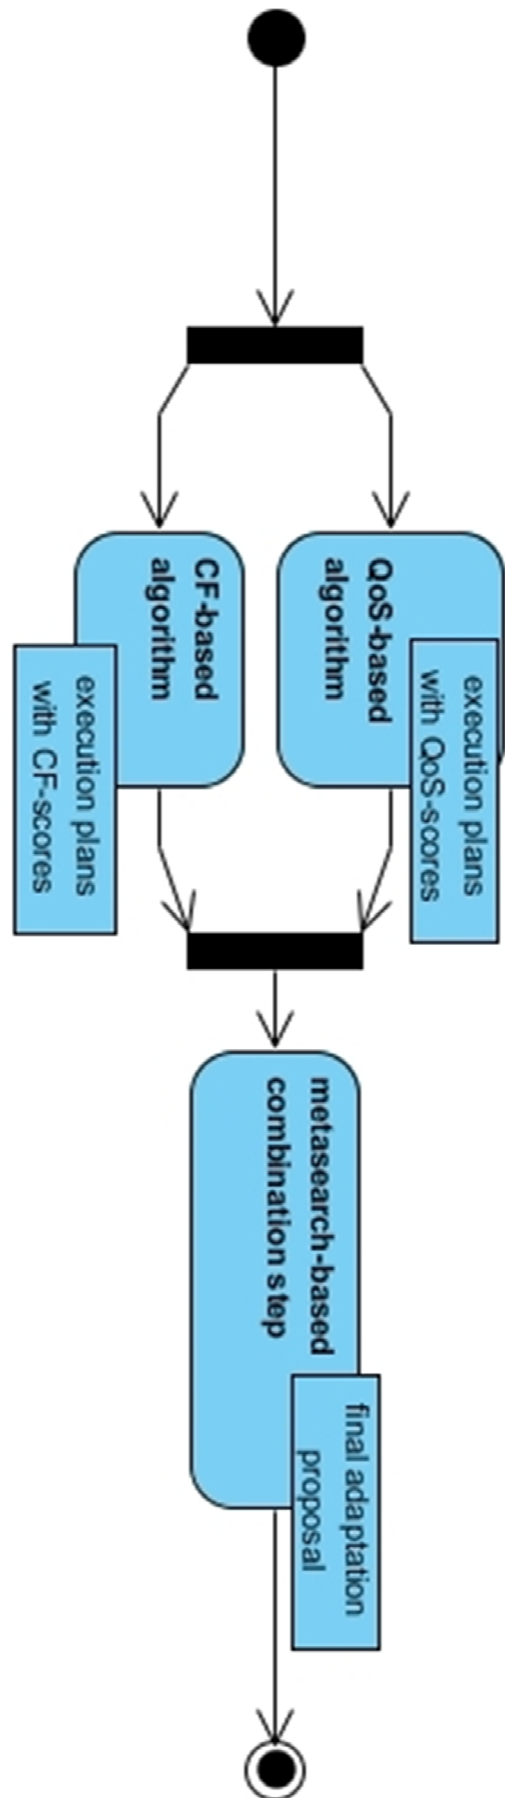 QoS-based
algorithm
execution plans
with QoS-scores
CF-based
algorithm
execution plans
with CF-scores
metasearch-based
combination step
final adaptation
proposal